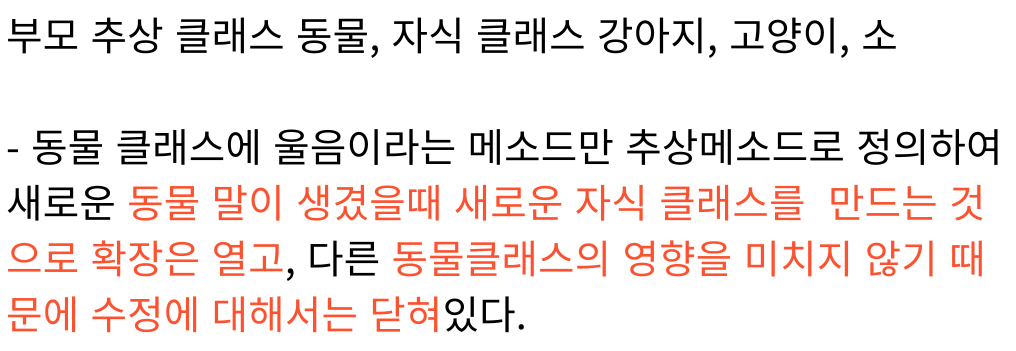 부모 추상 클래스 동물, 자식 클래스 강아지, 고양이, 소
- 동물 클래스에 울음이라는 메소드만 추상메소드로 정의하여
새로운 동물 말이 생겼을때 새로운 자식 클래스를 만드는 것
으로 확장은 열고, 다른 동물클래스의 영향을 미치지 않기 때
문에 수정에 대해서는 닫혀있다.